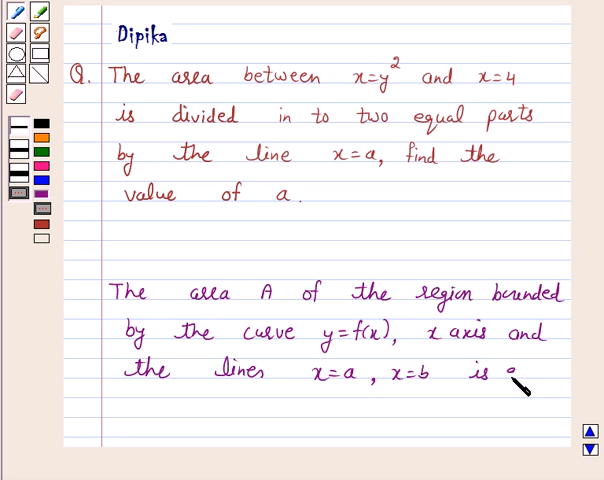 Dipika
Q. The area between x=y² and x=4
is divided in to two equal parts
by the line x=a, find the
value of a.
The area A of the region bounded
by the curve y=f(x), x axis and
the lines x=a, x=b is